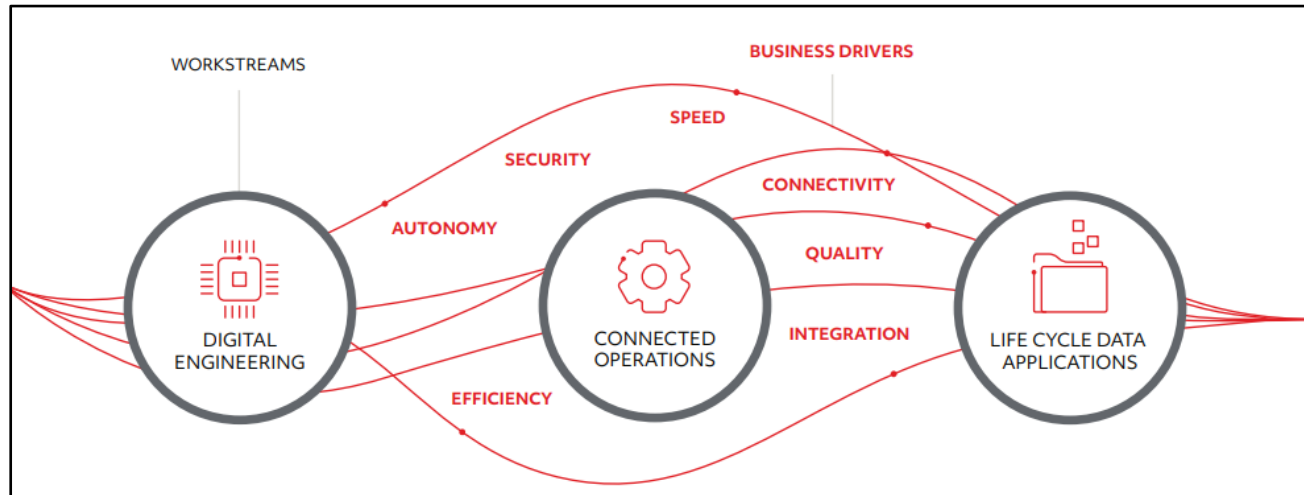 WORKSTREAMS
BUSINESS DRIVERS
SPEED
SECURITY
CONNECTIVITY
AUTONOMY
QUALITY
INTEGRATION
DIGITAL
ENGINEERING
CONNECTED
OPERATIONS
LIFE CYCLE DATA
APPLICATIONS
EFFICIENCY